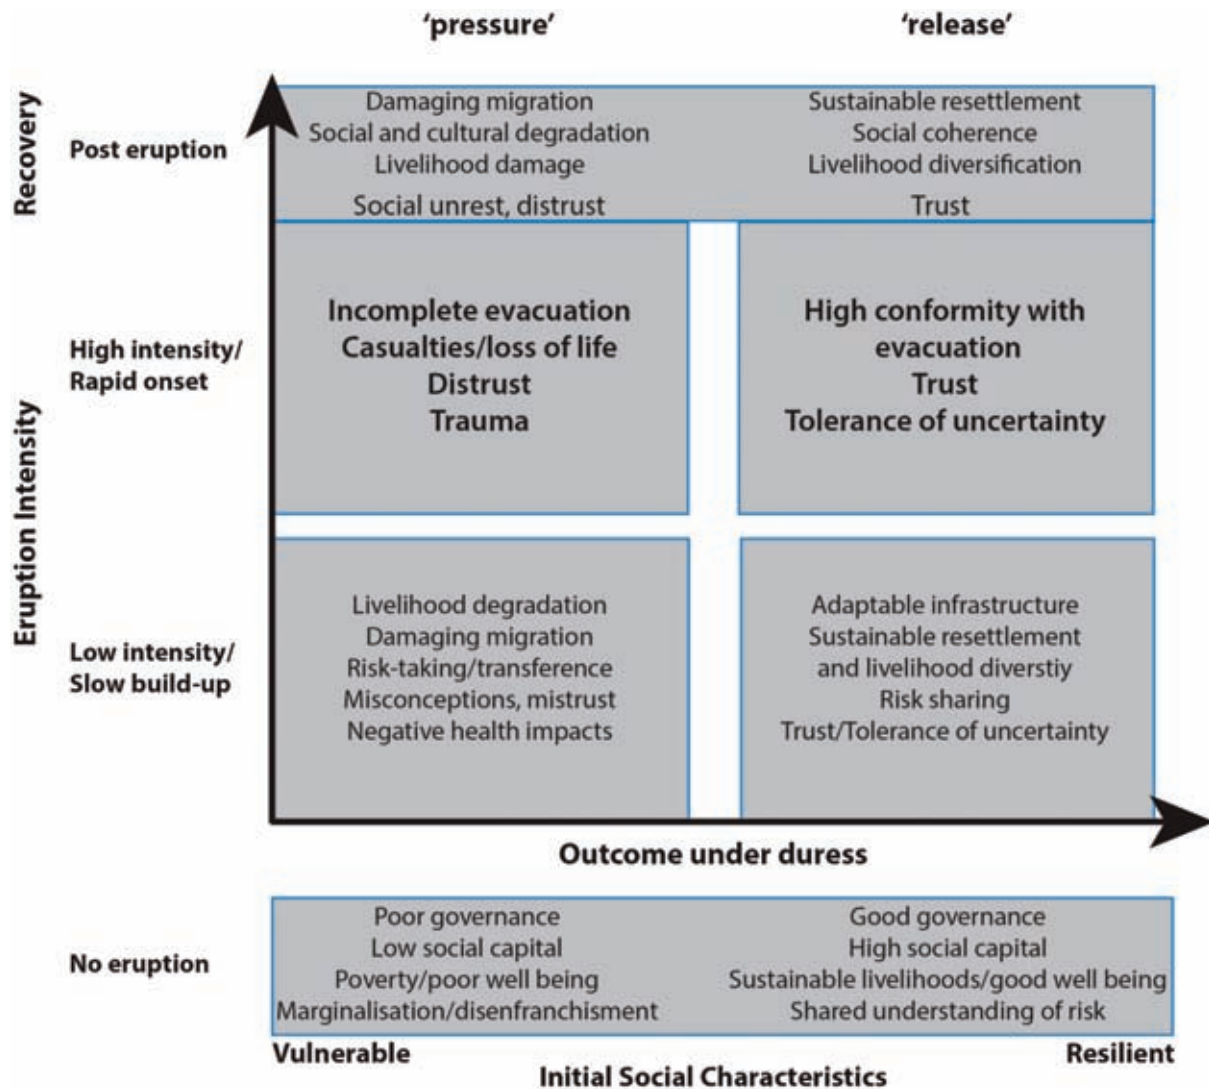 'pressure'
'release'
Recovery
Post eruption
Damaging migration
Social and cultural degradation
Livelihood damage
Social unrest, distrust
Sustainable resettlement
Social coherence
Livelihood diversification
Trust
Eruption Intensity
High intensity/
Rapid onset
Incomplete evacuation
Casualties/loss of life
Distrust
Trauma
High conformity with
evacuation
Trust
Tolerance of uncertainty
Low intensity/
Slow build-up
Livelihood degradation
Damaging migration
Risk-taking/transference
Misconceptions, mistrust
Negative health impacts
Adaptable infrastructure
Sustainable resettlement
and livelihood diverstiy
Risk sharing
Trust/Tolerance of uncertainty
Outcome under duress
No eruption
Poor governance
Low social capital
Poverty/poor well being
Marginalisation/disenfranchisment
Good governance
High social capital
Sustainable livelihoods/good well being
Shared understanding of risk
Vulnerable
Resilient
Initial Social Characteristics